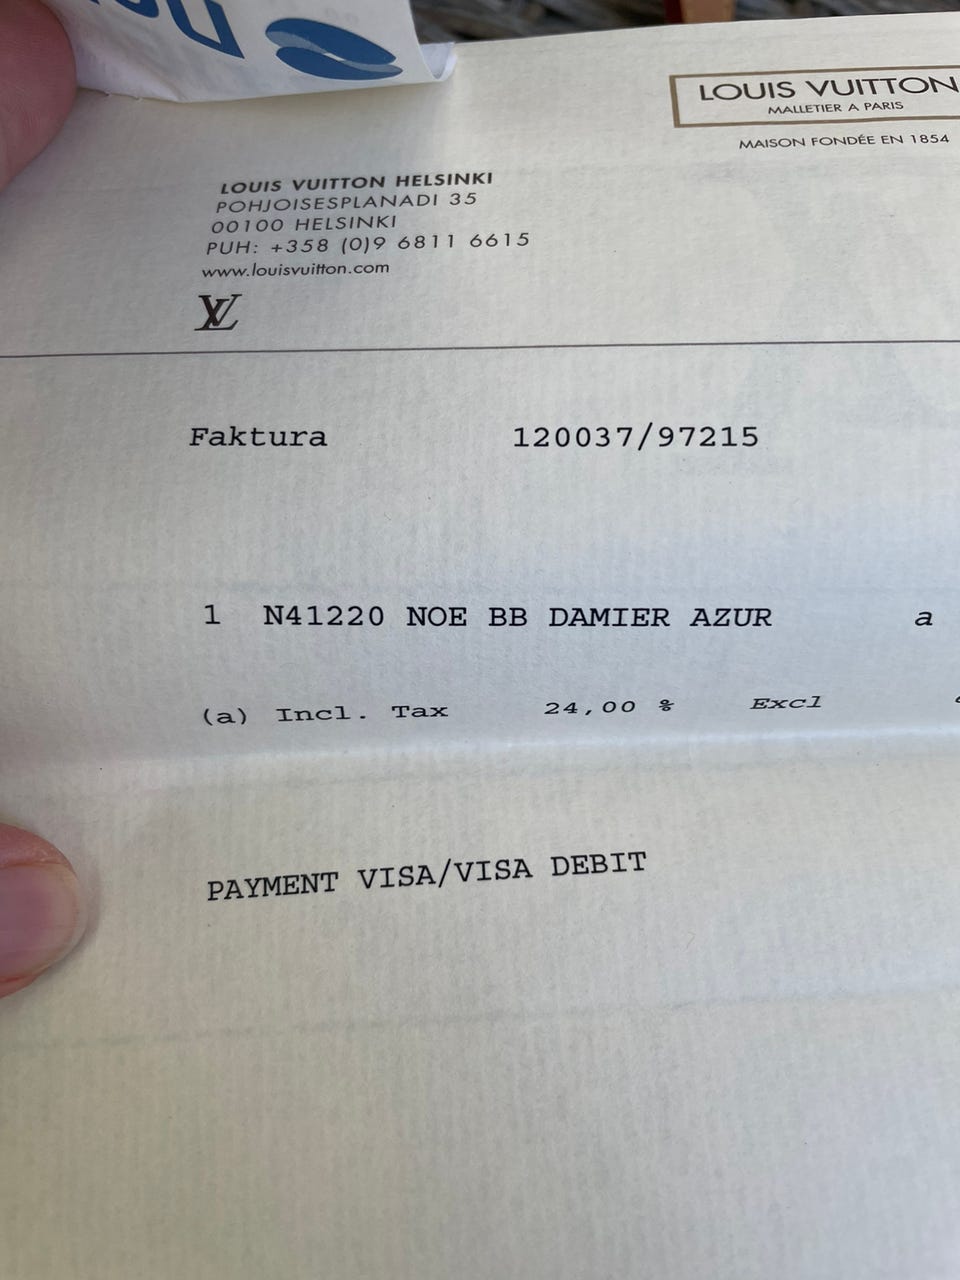 LOUIS VUITTON
MALLETIER A PARIS
MAISON FONDÉE EN 1854
LOUIS VUITTON HELSINKI
POHJOISESPLANADI 35
00100 HELSINKI
PUH: +358 (0)9 6811 6615
www.louisvuitton.com
LV
Faktura 120037/97215
1 N41220 NOE BB DAMIER AZUR a
(a) Incl. Tax 24,00 % Excl
PAYMENT VISA/VISA DEBIT